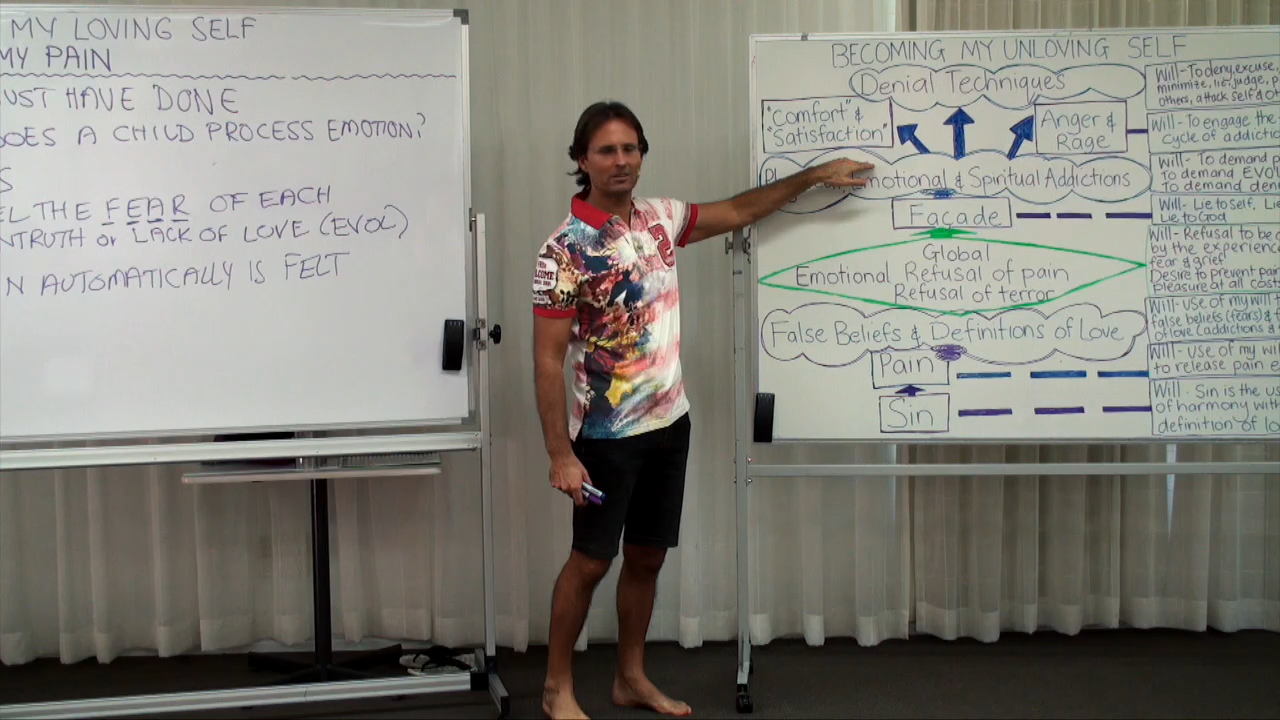 MY LOVING SELF
MY PAIN
UST HAVE DONE
OES A CHILD PROCESS EMOTION?
S
EL THE FEAR OF EACH
NTRUTH or LACK OF LOVE (EVOL)
N AUTOMATICALLY IS FELT
BECOMING MY UNLOVING SELF
Denial Techniques
"Comfort" &
"Satisfaction"
Anger &
Rage
Emotional & Spiritual Addictions
Façade
Global
Emotional Refusal of pain
Refusal of terror
False Beliefs & Definitions of Love
Pain
Sin
Will - To deny, excuse,
minimize, lie, judge, p
others, attack self & ot
Will - To engage the
cycle of addictio
Will - To demand p
To demand EVOL
To demand den
Will - Lie to self, Lie
Lie to God
Will - Refusal to be
by the experienc
fear & grief
Desire to prevent pai
pleasure at all cost
Will - use of my will
false beliefs (fears) &
of love (addictions &
Will - use of my wil
to release pain e
Will - Sin is the us
of harmony with
definition of lo
2